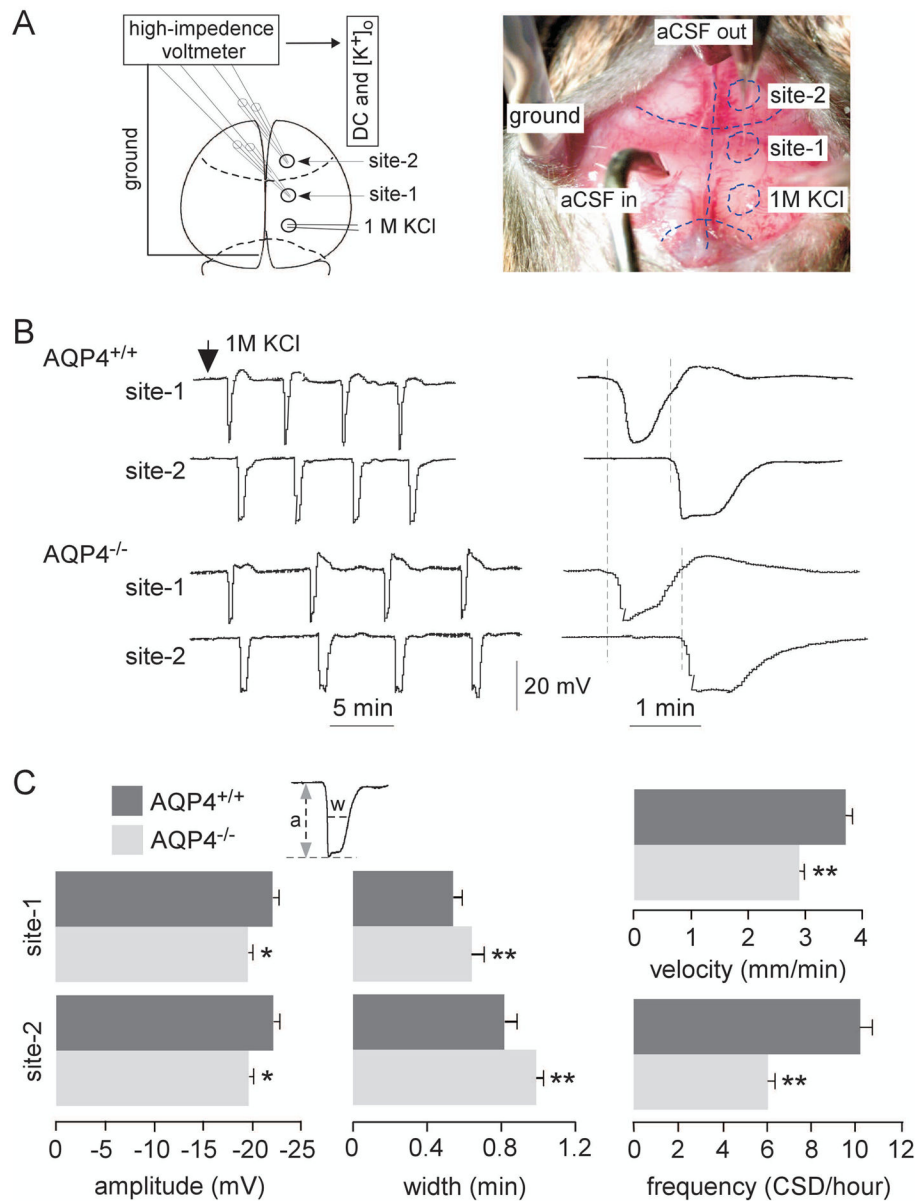 A
high-impedence
voltmeter
DC and [K+]o
ground
site-2
site-1
1 M KCl
aCSF out
site-2
ground
site-1
aCSF in
1M KCl
B
AQP4+/+
1M KCl
site-1
site-2
AQP4-/-
site-1
site-2
20 mV
5 min
1 min
C
AQP4+/+
AQP4-/-
a
w
site-1
*
**
**
0 1 2 3 4
velocity (mm/min)
site-2
*
**
**
0 -5 -10 -15 -20 -25
amplitude (mV)
0 0.4 0.8 1.2
width (min)
0 2 4 6 8 10 12
frequency (CSD/hour)